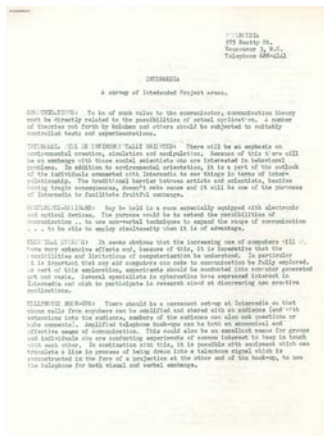 575 Beatty St.
Vancouver 3, B.C.
Telephone 688-4141
INTERMEDIA
A survey of Intended Project Areas.
To be of much value to the communicator, communication theory
must be directly related to the possibilities of actual application. A number
of theories put forth by McLuhan and others should be subjected to suitably
controlled tests and experimentations.
There will be an emphasis on
environmental creation, simulation and manipulation. Because of this there will
be an exchange with those social scientists who are interested in behavioral
problems. In addition to environmental orientation, it is a part of the outlook
of the individuals connected with Intermedia to see things in terms of inter-
relationship. The traditional barrier between artists and scientists, besides
having tragic consequences, doesn't make sense and it will be one of the purposes
of Intermedia to facilitate fruitful exchange.
May be held in a room especially equipped with electronic
and optical devices. The purpose would be to extend the possibilities of
communication ... to use non-verbal techniques to expand the range of communication
... to be able to employ simultaneity when it is of advantage.
It seems obvious that the increasing use of computers will
have very extensive effects and, because of this, it is imperative that the
capabilities and limitations of computerization be understood. In particular
it is important that any aid computers can make to communication be fully explored.
As part of this exploration, experiments should be conducted into computer generated
art and music. Several specialists in cybernetics have expressed interest in
Intermedia and wish to participate in research aimed at discovering new creative
applications.
TELEPHONE HOOK-UPS: There should be a permanent set-up at Intermedia so that
phone calls from anywhere can be amplified and shared with an audience (and with
extensions into the audience, members of the audience can also ask questions or
make comments). Amplified telephone hook-ups can be both an economical and
effective means of communication. This could also be an excellent means for groups
and individuals who are conducting experiments of common interest to keep in touch
with each other. In combination with this, it is possible with equipment which can
translate a line in process of being drawn into a telephone signal which is
reconstructed in the form of a projection at the other end of the hook-up, to use
the telephone for both visual and verbal exchange.